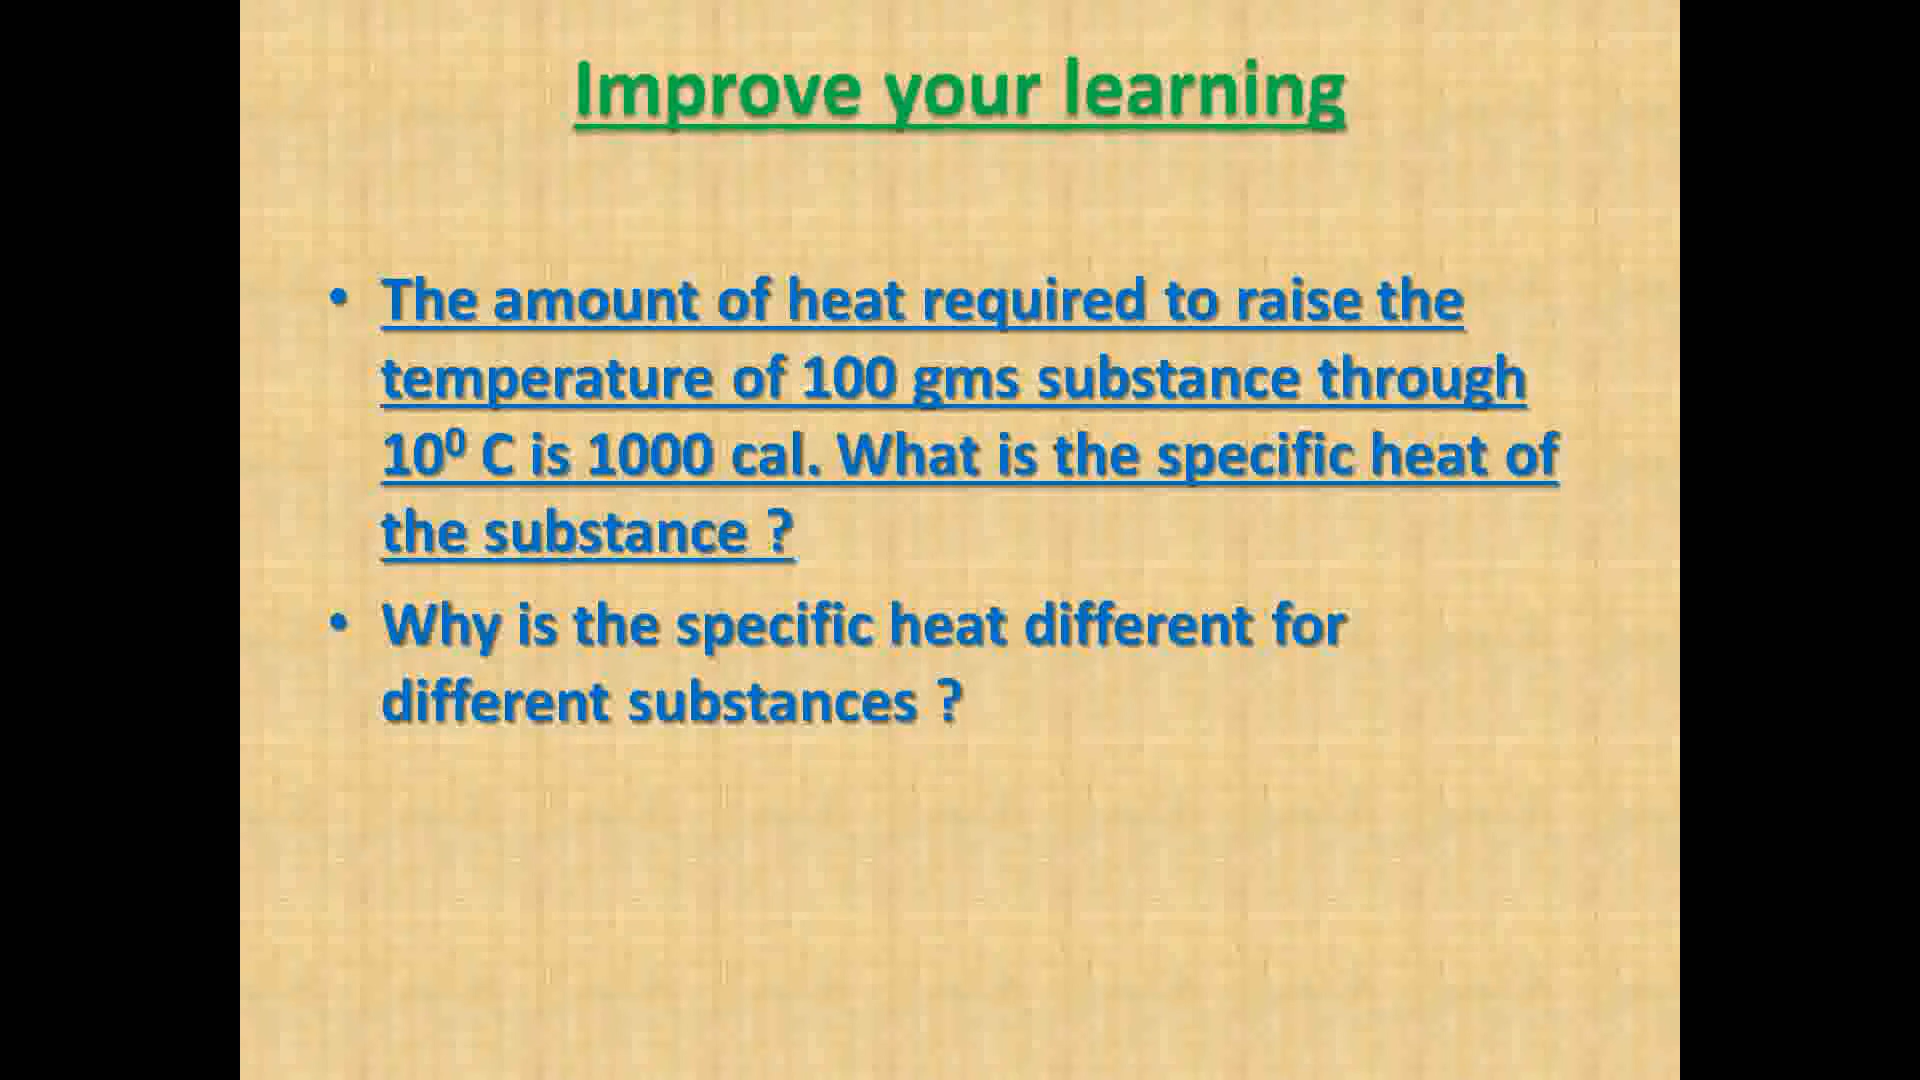 Improve your learning
• The amount of heat required to raise the
temperature of 100 gms substance through
10⁰ C is 1000 cal. What is the specific heat of
the substance ?
• Why is the specific heat different for
different substances ?